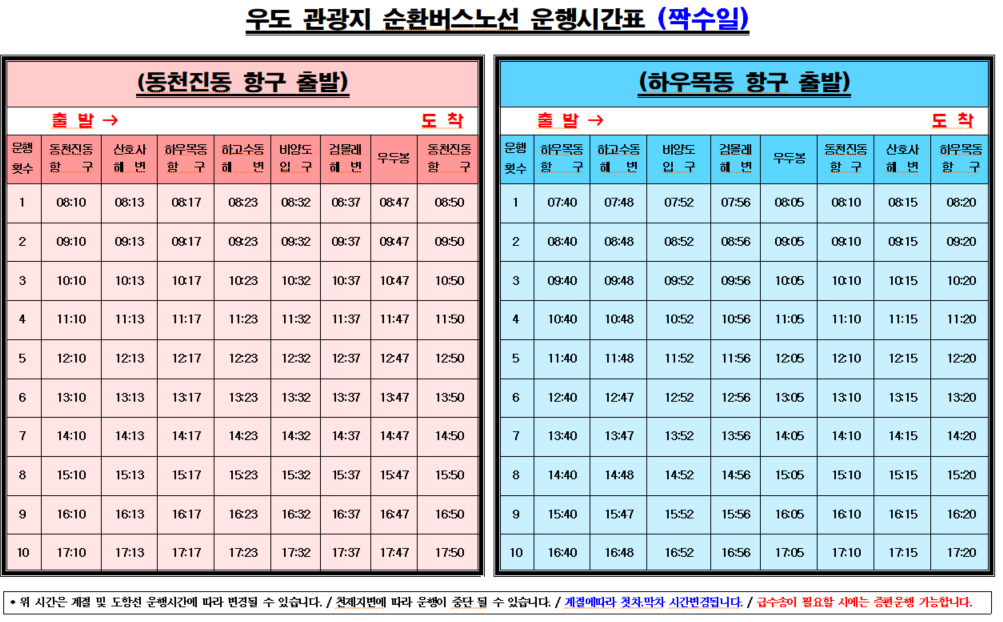 우도 관광지 순환버스노선 운행시간표 (짝수일)
(동천진동 항구 출발)
출 발 → 도 착
운행 횟수 동천진동 항 구 산호사 해 변 하우목동 항 구 하고수동 해 변 비양도 입 구 검몰레 해 변 우두봉 동천진동 항 구
1 08:10 08:13 08:17 08:23 08:32 08:37 08:47 08:50
2 09:10 09:13 09:17 09:23 09:32 09:37 09:47 09:50
3 10:10 10:13 10:17 10:23 10:32 10:37 10:47 10:50
4 11:10 11:13 11:17 11:23 11:32 11:37 11:47 11:50
5 12:10 12:13 12:17 12:23 12:32 12:37 12:47 12:50
6 13:10 13:13 13:17 13:23 13:32 13:37 13:47 13:50
7 14:10 14:13 14:17 14:23 14:32 14:37 14:47 14:50
8 15:10 15:13 15:17 15:23 15:32 15:37 15:47 15:50
9 16:10 16:13 16:17 16:23 16:32 16:37 16:47 16:50
10 17:10 17:13 17:17 17:23 17:32 17:37 17:47 17:50
(하우목동 항구 출발)
출 발 → 도 착
운행 횟수 하우목동 항 구 하고수동 해 변 비양도 입 구 검몰레 해 변 우두봉 동천진동 항 구 산호사 해 변 하우목동 항 구
1 07:40 07:48 07:52 07:56 08:05 08:10 08:15 08:20
2 08:40 08:48 08:52 08:56 09:05 09:10 09:15 09:20
3 09:40 09:48 09:52 09:56 10:05 10:10 10:15 10:20
4 10:40 10:48 10:52 10:56 11:05 11:10 11:15 11:20
5 11:40 11:48 11:52 11:56 12:05 12:10 12:15 12:20
6 12:40 12:47 12:52 12:56 13:05 13:10 13:15 13:20
7 13:40 13:47 13:52 13:56 14:05 14:10 14:15 14:20
8 14:40 14:48 14:52 14:56 15:05 15:10 15:15 15:20
9 15:40 15:47 15:52 15:56 16:05 16:10 16:15 16:20
10 16:40 16:48 16:52 16:56 17:05 17:10 17:15 17:20
* 위 시간은 계절 및 도항선 운행시간에 따라 변경될 수 있습니다. / 천제지변에 따라 운행이 중단 될 수 있습니다. / 계절에따라 첫차.막차 시간변경됩니다. / 급수송이 필요할 시에는 증편운행 가능합니다.